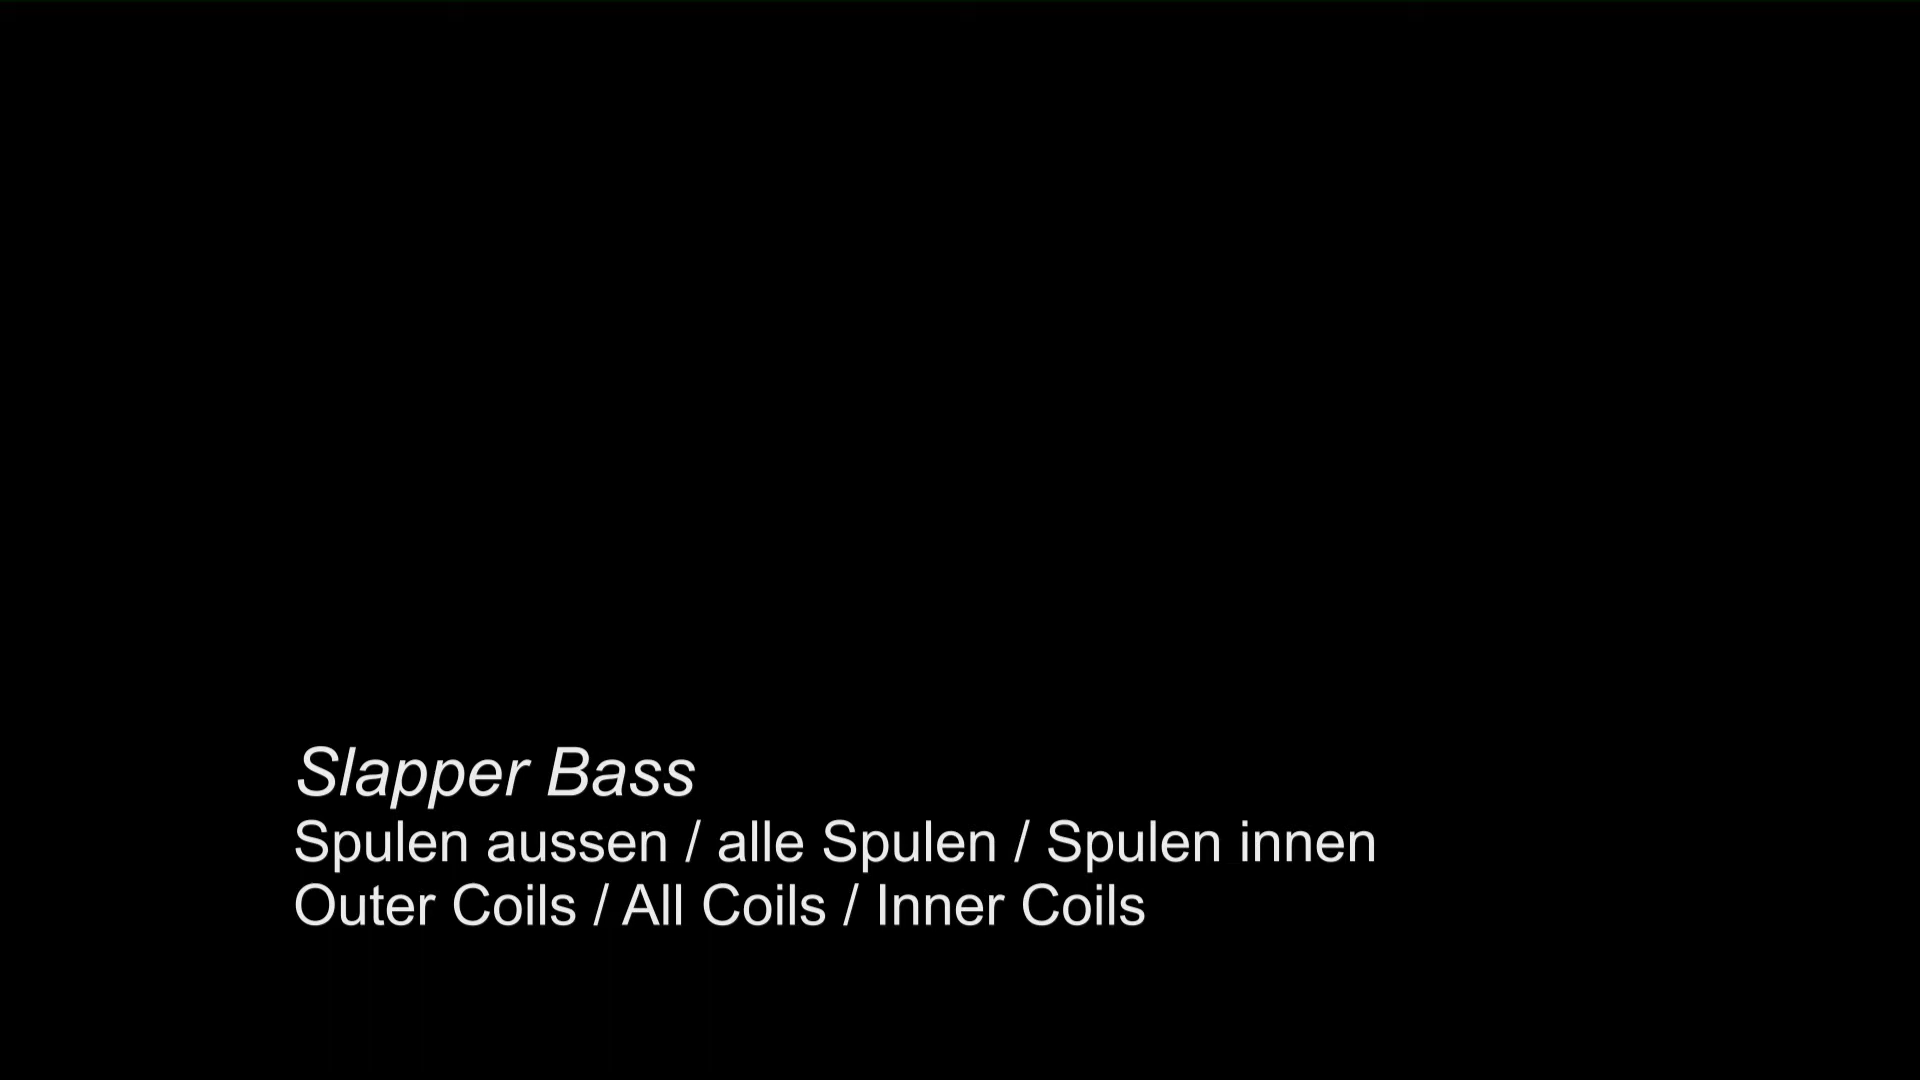 Slapper Bass
Spulen aussen / alle Spulen / Spulen innen
Outer Coils / All Coils / Inner Coils